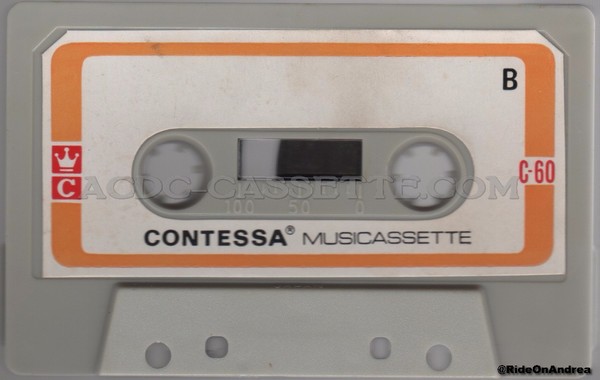 B
C
ACDC-CASSETTE.COM
C-60
100 50 0
CONTESSA® MUSICASSETTE
@RideOnAndrea